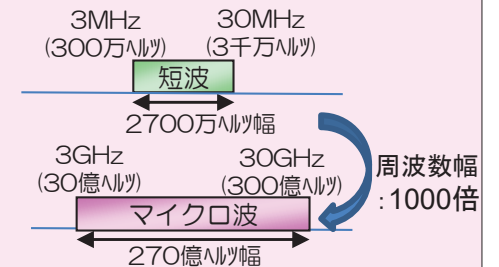 3MHz 30MHz
(300万ﾍﾙﾂ) (3千万ﾍﾙﾂ)
短波
2700万ﾍﾙﾂ幅
3GHz 30GHz
(30億ﾍﾙﾂ) (300億ﾍﾙﾂ)
マイクロ波
270億ﾍﾙﾂ幅
周波数幅
:1000倍